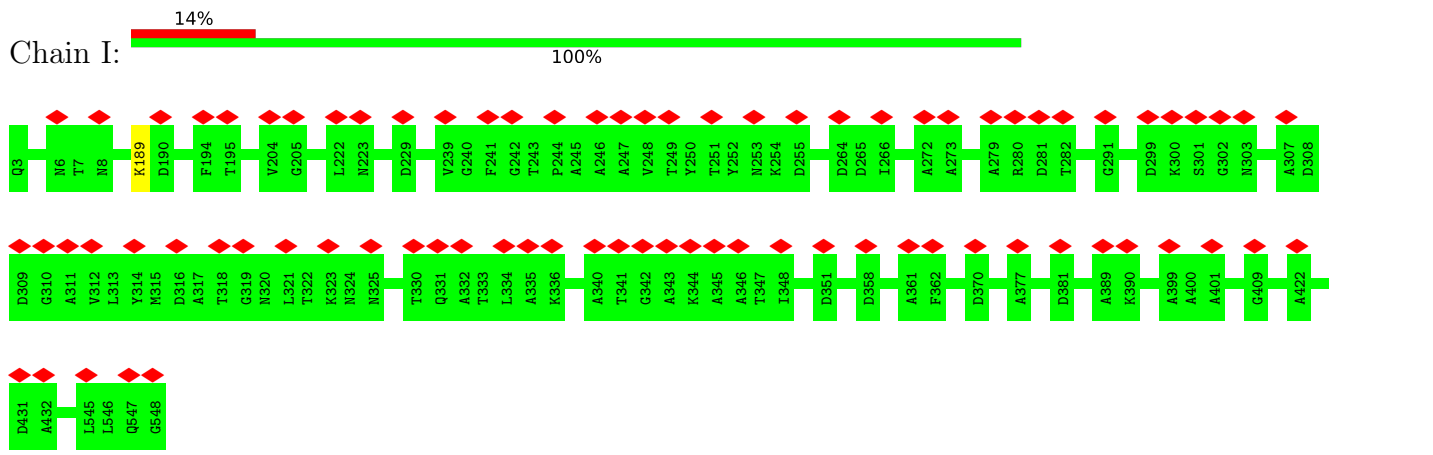 14%
Chain I:
100%
Q3 N6 T7 N8 K189 D190 F194 T195 V204 G205 L222 N223 D229 V239 G240 F241 G242 T243 P244 A245 A246 A247 V248 T249 Y250 T251 Y252 N253 K254 D255 D264 D265 I266 A272 A273 A279 R280 D281 T282 G291 D299 K300 S301 G302 N303 A307 D308
D309 G310 A311 V312 L313 Y314 M315 D316 A317 T318 G319 N320 L321 T322 K323 N324 N325 T330 Q331 A332 T333 L334 A335 K336 A340 T341 G342 A343 K344 A345 A346 T347 I348 D351 D358 A361 F362 D370 A377 D381 A389 K390 A399 A400 A401 G409 A422
D431 A432 L545 L546 Q547 G548